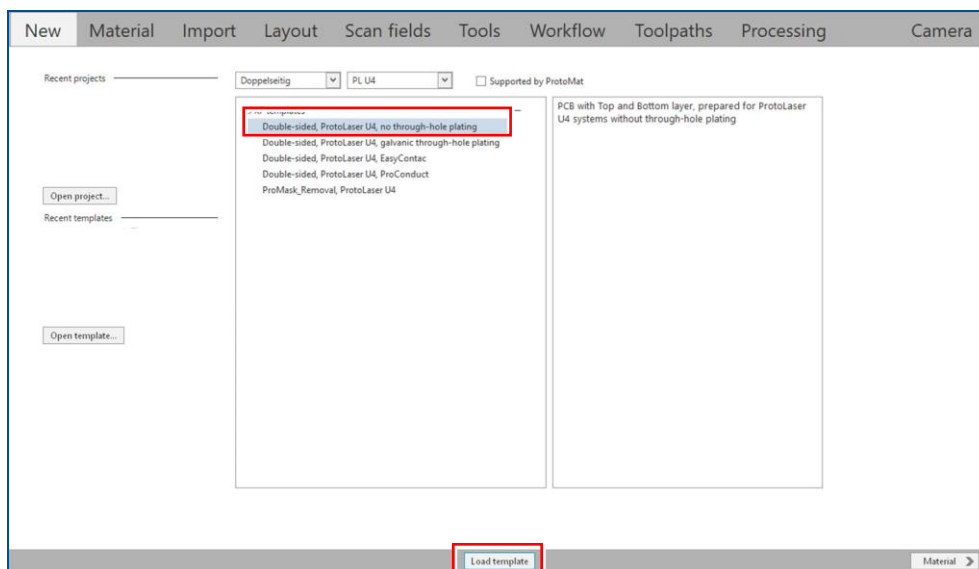 New Material Import Layout Scan fields Tools Workflow Toolpaths Processing Camera
Recent projects
Doppelseitig PL U4 Supported by ProtoMat
templates
Double-sided, ProtoLaser U4, no through-hole plating
Double-sided, ProtoLaser U4, galvanic through-hole plating
Double-sided, ProtoLaser U4, EasyContac
Double-sided, ProtoLaser U4, ProConduct
ProMask_Removal, ProtoLaser U4
PCB with Top and Bottom layer, prepared for ProtoLaser
U4 systems without through-hole plating
Open project...
Recent templates
Open template...
Load template
Material